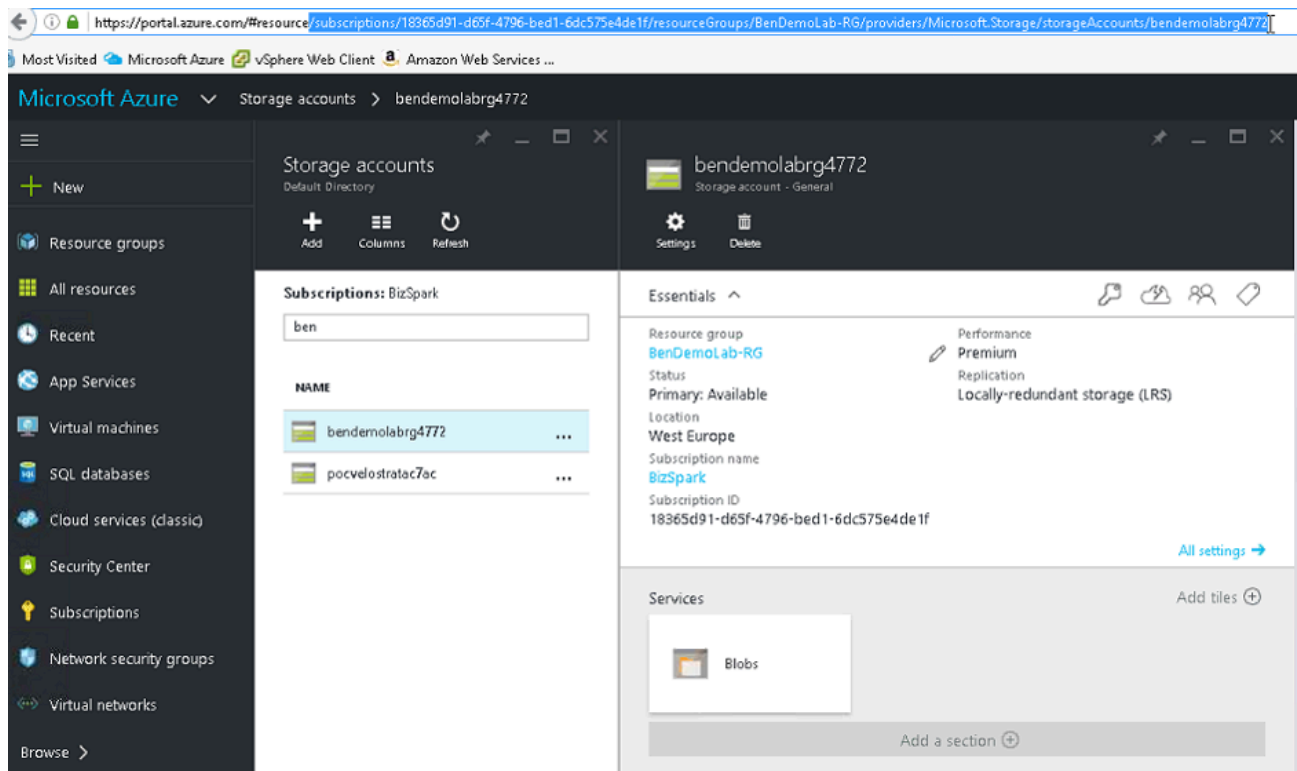 https://portal.azure.com/#resource/subscriptions/18365d91-d65f-4796-bed1-6dc575e4de1f/resourceGroups/BenDemoLab-RG/providers/Microsoft.Storage/storageAccounts/bendemolabrg4772
Most Visited Microsoft Azure vSphere Web Client Amazon Web Services ...
Microsoft Azure Storage accounts > bendemolabrg4772
New
Resource groups
All resources
Recent
App Services
Virtual machines
SQL databases
Cloud services (classic)
Security Center
Subscriptions
Network security groups
Virtual networks
Browse >
Storage accounts
Default Directory
Add Columns Refresh
Subscriptions: BizSpark
ben
NAME
bendemolabrg4772 ...
pocvelostratac7ac ...
bendemolabrg4772
Storage account - General
Settings Delete
Essentials
Resource group
BenDemoLab-RG
Status
Primary: Available
Location
West Europe
Subscription name
BizSpark
Subscription ID
18365d91-d65f-4796-bed1-6dc575e4de1f
Performance
Premium
Replication
Locally-redundant storage (LRS)
All settings
Services Add tiles
Blobs
Add a section